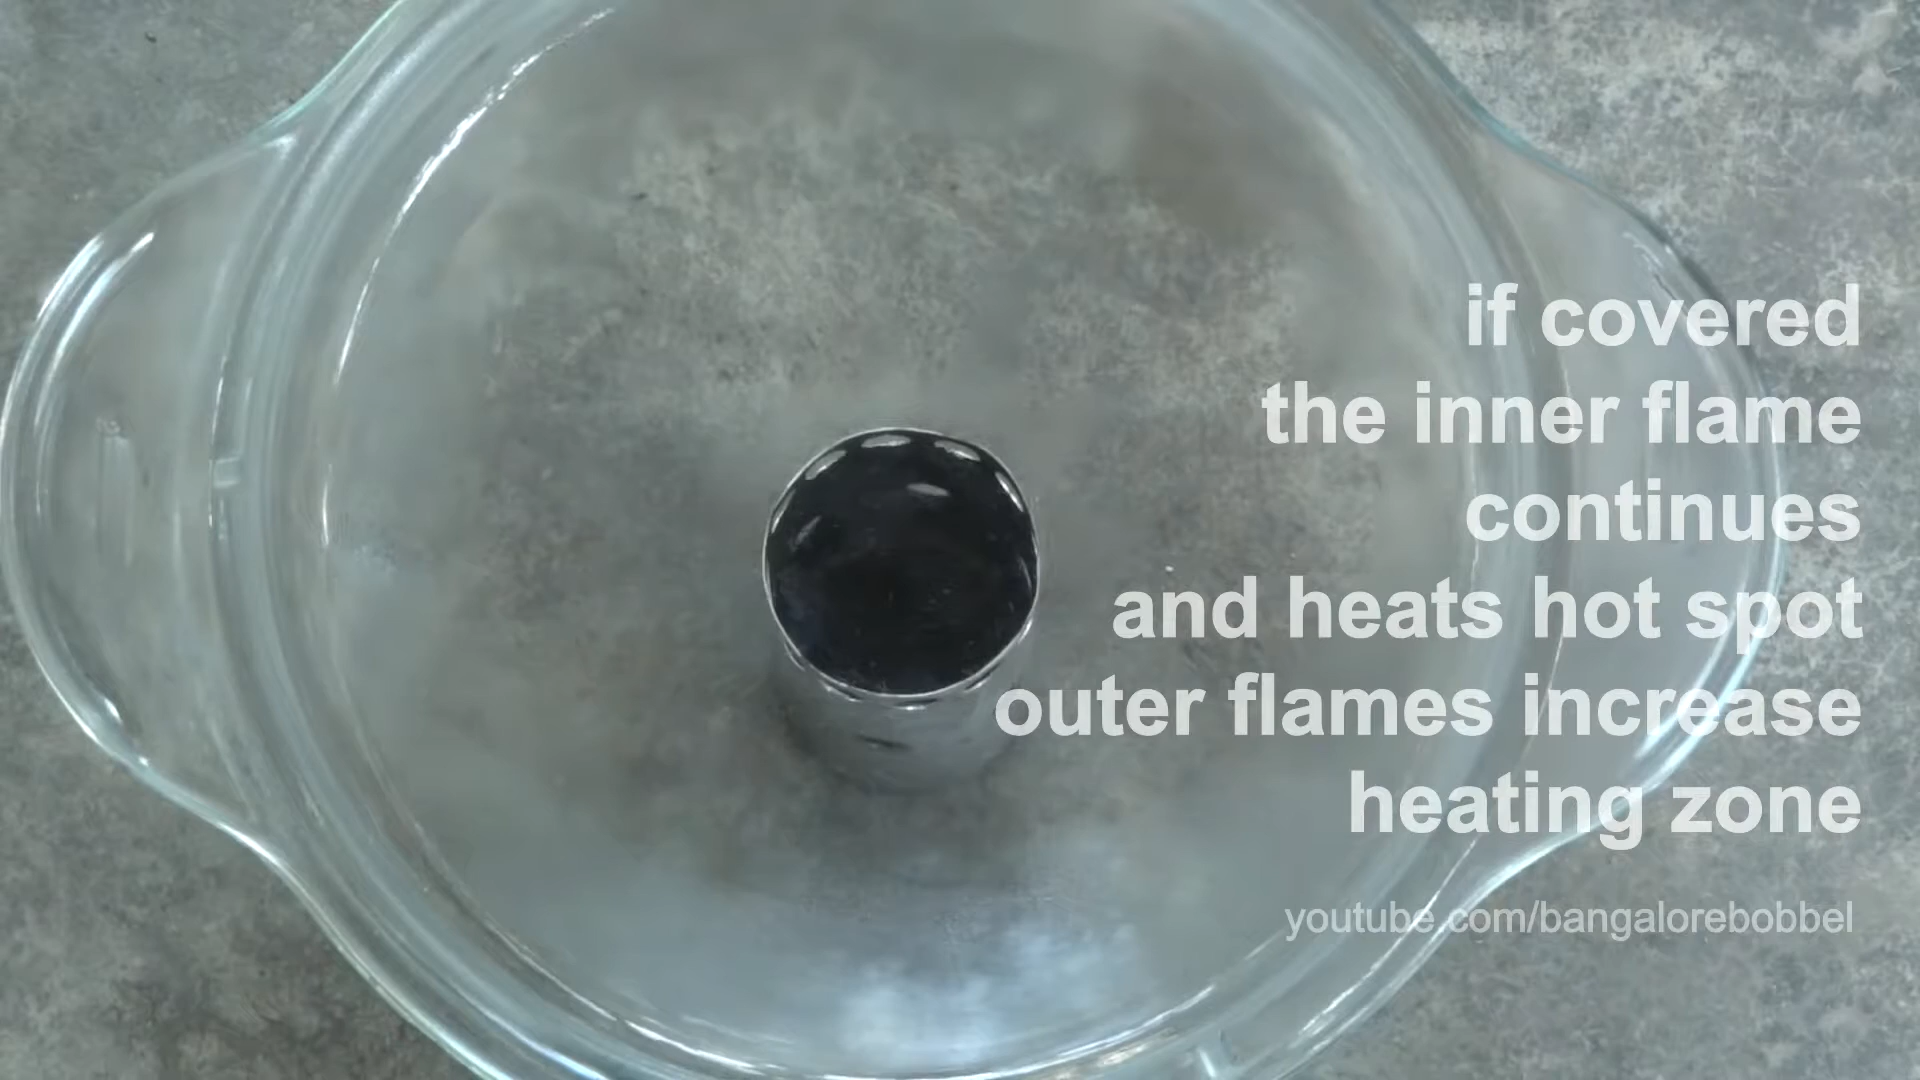 if covered
the inner flame
continues
and heats hot spot
outer flames increase
heating zone
youtube.com/bangalorebobbel